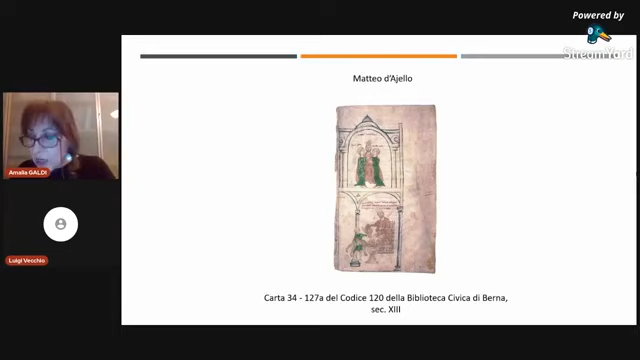 Powered by
StreamYard
Matteo d'Ajello
Amalia GALDI
Luigi Vecchio
Carta 34 - 127a del Codice 120 della Biblioteca Civica di Berna,
sec. XIII